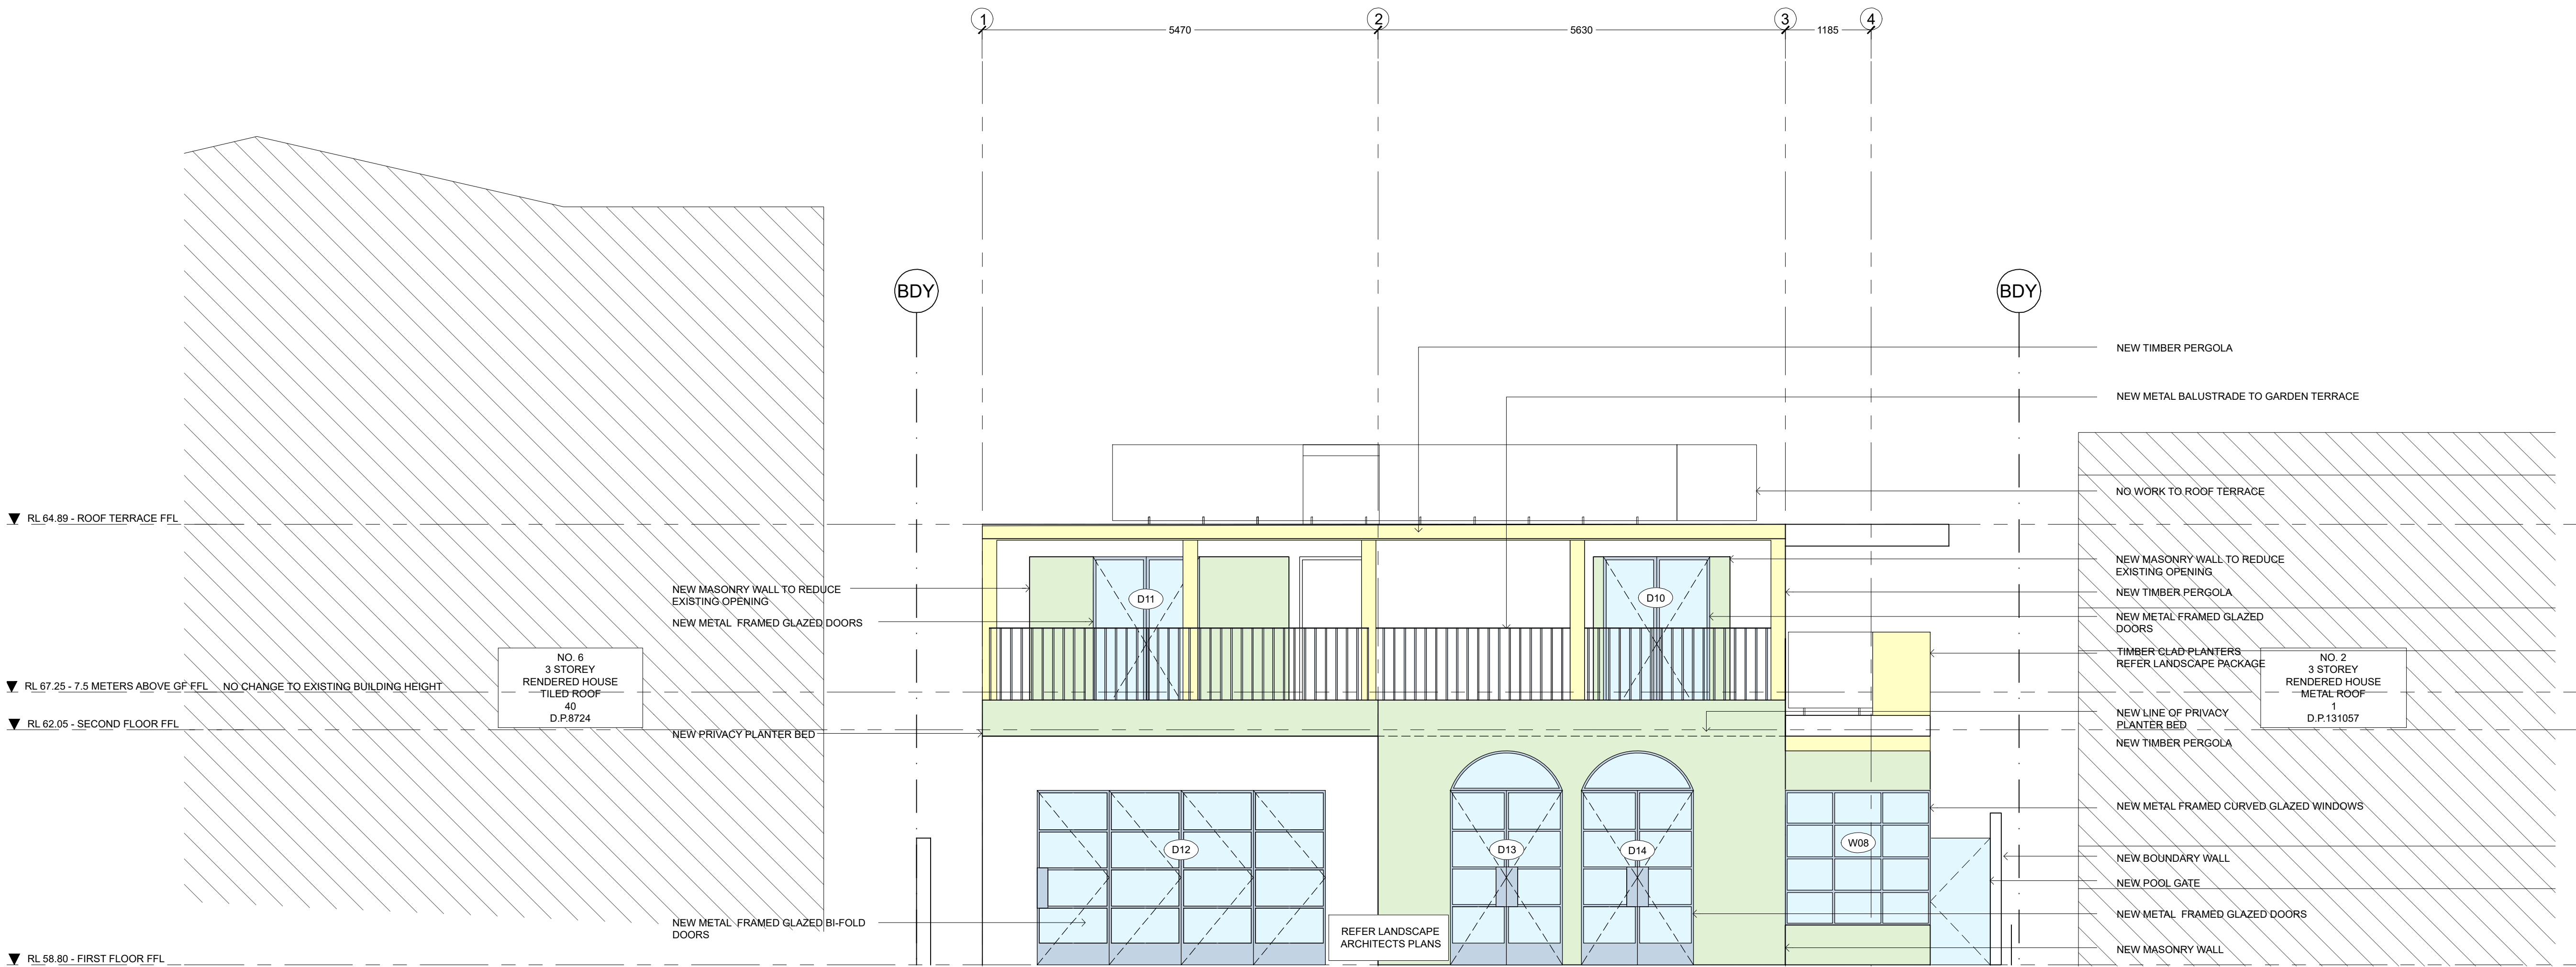 1
2
3
4
5470
5630
1185
BDY
BDY
NEW TIMBER PERGOLA
NEW METAL BALUSTRADE TO GARDEN TERRACE
NO WORK TO ROOF TERRACE
RL 64.89 - ROOF TERRACE FFL
NEW MASONRY WALL TO REDUCE
EXISTING OPENING
NEW METAL FRAMED GLAZED DOORS
D11
D10
NEW MASONRY WALL TO REDUCE
EXISTING OPENING
NEW TIMBER PERGOLA
NEW METAL FRAMED GLAZED
DOORS
TIMBER CLAD PLANTERS
REFER LANDSCAPE PACKAGE
NO. 6
3 STOREY
RENDERED HOUSE
TILED ROOF
40
D.P.8724
NO. 2
3 STOREY
RENDERED HOUSE
METAL ROOF
1
D.P.131057
RL 67.25 - 7.5 METERS ABOVE GF FFL
NO CHANGE TO EXISTING BUILDING HEIGHT
RL 62.05 - SECOND FLOOR FFL
NEW PRIVACY PLANTER BED
NEW LINE OF PRIVACY
PLANTER BED
NEW TIMBER PERGOLA
NEW METAL FRAMED CURVED GLAZED WINDOWS
D12
D13
D14
W08
NEW BOUNDARY WALL
NEW POOL GATE
NEW METAL FRAMED GLAZED DOORS
NEW METAL FRAMED GLAZED BI-FOLD
DOORS
REFER LANDSCAPE
ARCHITECTS PLANS
NEW MASONRY WALL
RL 58.80 - FIRST FLOOR FFL